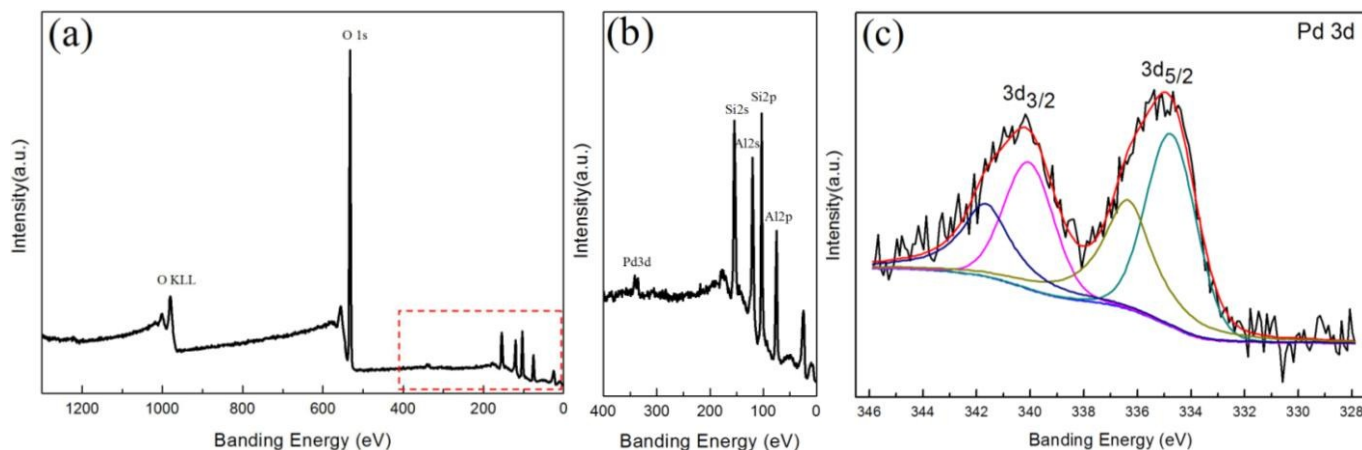 (a)
O 1s
O KLL
Intensity(a.u.)
1200 1000 800 600 400 200 0
Banding Energy (eV)
(b)
Si2p
Si2s
Al2s
Al2p
Pd3d
Intensity(a.u.)
400 300 200 100 0
Banding Energy (eV)
(c)
Pd 3d
3d5/2
3d3/2
Intensity(a.u.)
346 344 342 340 338 336 334 332 330 328
Banding Energy (eV)